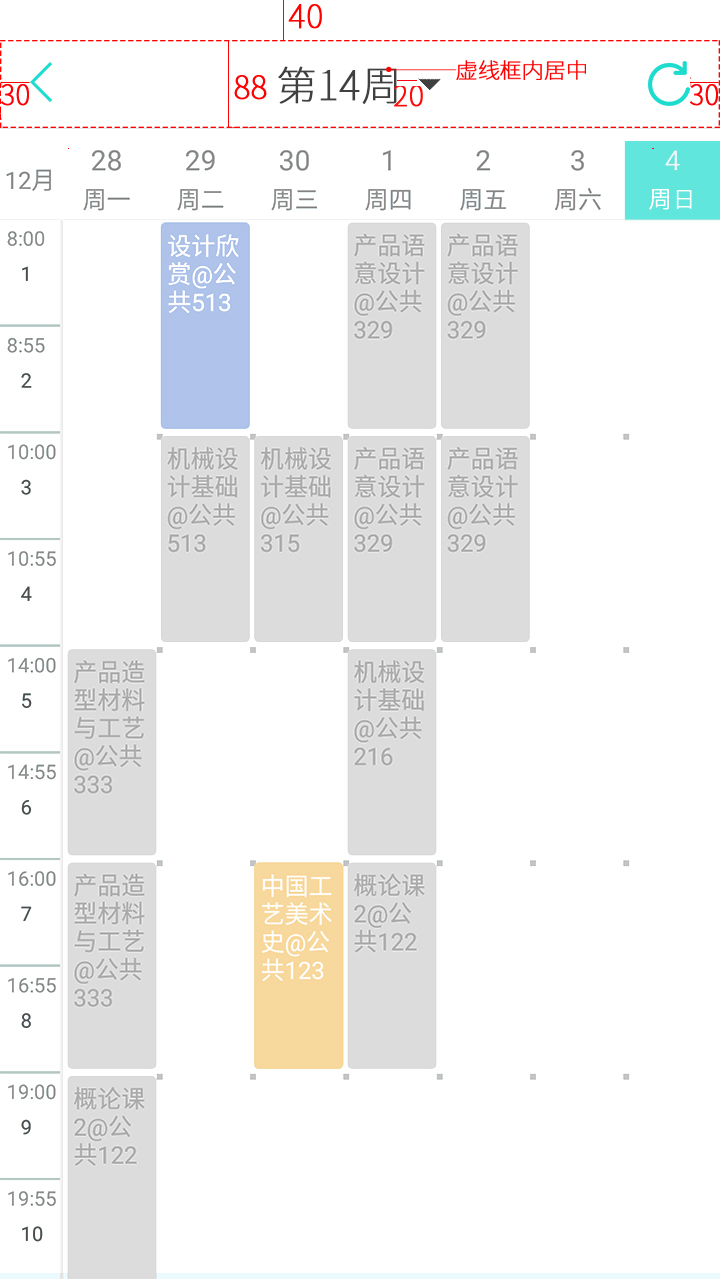 40
30
88
第14周
20
虚线框内居中
30
12月
28
29
30
1
2
3
4
周一
周二
周三
周四
周五
周六
周日
8:00
1
8:55
2
10:00
3
10:55
4
14:00
5
14:55
6
16:00
7
16:55
8
19:00
9
19:55
10
设计欣
赏@公
共513
产品语
意设计
@公共
329
产品语
意设计
@公共
329
机械设
计基础
@公共
513
机械设
计基础
@公共
315
产品语
意设计
@公共
329
产品语
意设计
@公共
329
产品造
型材料
与工艺
@公共
333
机械设
计基础
@公共
216
产品造
型材料
与工艺
@公共
333
中国工
艺美术
史@公
共123
概论课
2@公
共122
概论课
2@公
共122